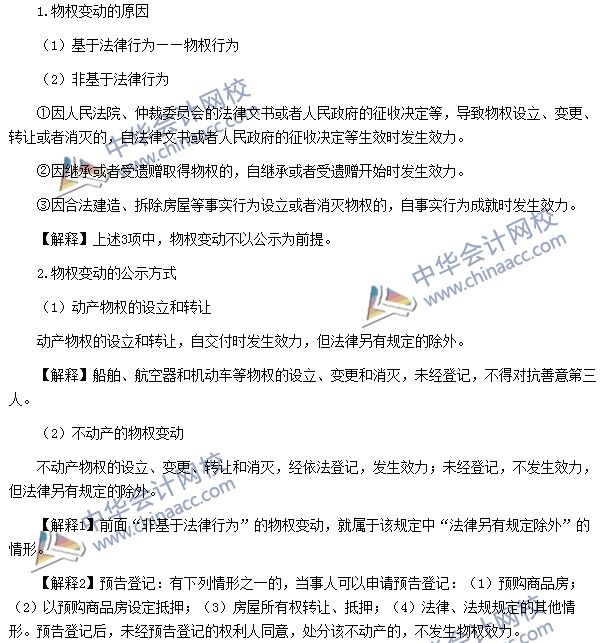 1.物权变动的原因
（1）基于法律行为——物权行为
（2）非基于法律行为
①因人民法院、仲裁委员会的法律文书或者人民政府的征收决定等，导致物权设立、变更、
转让或者消灭的，自法律文书或者人民政府的征收决定等生效时发生效力。
②因继承或者受遗赠取得物权的，自继承或者受遗赠开始时发生效力。
③因合法建造、拆除房屋等事实行为设立或者消灭物权的，自事实行为成就时发生效力。
【解释】上述3项中，物权变动不以公示为前提。
2.物权变动的公示方式
（1）动产物权的设立和转让
动产物权的设立和转让，自交付时发生效力，但法律另有规定的除外。
【解释】船舶、航空器和机动车等物权的设立、变更和消灭，未经登记，不得对抗善意第三
人。
（2）不动产的物权变动
不动产物权的设立、变更、转让和消灭，经依法登记，发生效力；未经登记，不发生效力，
但法律另有规定的除外。
【解释1】前面“非基于法律行为”的物权变动，就属于该规定中“法律另有规定除外”的
情形。
【解释2】预告登记：有下列情形之一的，当事人可以申请预告登记：（1）预购商品房；
（2）以预购商品房设定抵押；（3）房屋所有权转让、抵押；（4）法律、法规规定的其他情
形。预告登记后，未经预告登记的权利人同意，处分该不动产的，不发生物权效力。
中华会计网校
www.chinaacc.com
中华会计网校
www.chinaacc.com
中华会计网校
www.chinaacc.com